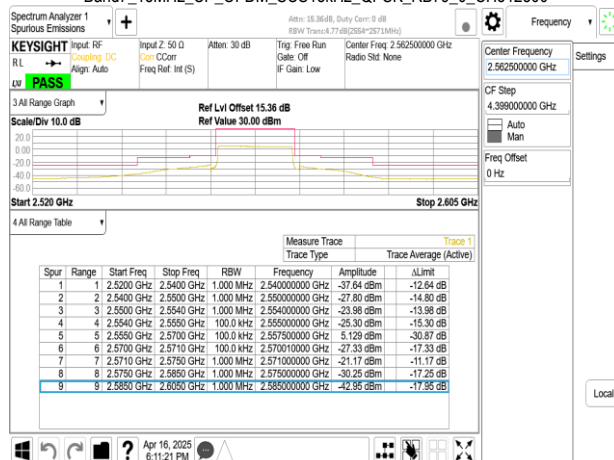 Spectrum Analyzer 1
Spurious Emissions
Attn: 15.36dB, Duty Corr: 0 dB
RBW Trans:4.77dB(2554~2571MHz)
Frequency
KEYSIGHT
Input: RF
Coupling: DC
Align: Auto
Input Z: 50 Ω
Corr CCorr
Freq Ref: Int (S)
Atten: 30 dB
Trig: Free Run
Gate: Off
IF Gain: Low
Center Freq: 2.562500000 GHz
Radio Std: None
RL
LXI
PASS
Center Frequency
2.562500000 GHz
Settings
CF Step
4.399000000 GHz
Auto
Man
Freq Offset
0 Hz
3 All Range Graph
Scale/Div 10.0 dB
Ref Lvl Offset 15.36 dB
Ref Value 30.00 dBm
20.0
0.00
-20.0
-40.0
-60.0
Start 2.520 GHz
Stop 2.605 GHz
4 All Range Table
Measure Trace Trace 1
Trace Type Trace Average (Active)
Spur Range Start Freq Stop Freq RBW Frequency Amplitude ΔLimit
1 1 2.5200 GHz 2.5400 GHz 1.000 MHz 2.540000000 GHz -37.64 dBm -12.64 dB
2 2 2.5400 GHz 2.5500 GHz 1.000 MHz 2.550000000 GHz -27.80 dBm -14.80 dB
3 3 2.5500 GHz 2.5540 GHz 1.000 MHz 2.554000000 GHz -23.98 dBm -13.98 dB
4 4 2.5540 GHz 2.5550 GHz 100.0 kHz 2.555000000 GHz -25.30 dBm -15.30 dB
5 5 2.5550 GHz 2.5700 GHz 100.0 kHz 2.557500000 GHz 5.129 dBm -30.87 dB
6 6 2.5700 GHz 2.5710 GHz 100.0 kHz 2.570010000 GHz -27.33 dBm -17.33 dB
7 7 2.5710 GHz 2.5750 GHz 1.000 MHz 2.571000000 GHz -21.17 dBm -11.17 dB
8 8 2.5750 GHz 2.5850 GHz 1.000 MHz 2.575000000 GHz -30.25 dBm -17.25 dB
9 9 2.5850 GHz 2.6050 GHz 1.000 MHz 2.585000000 GHz -42.95 dBm -17.95 dB
Local
Apr 16, 2025
6:11:21 PM